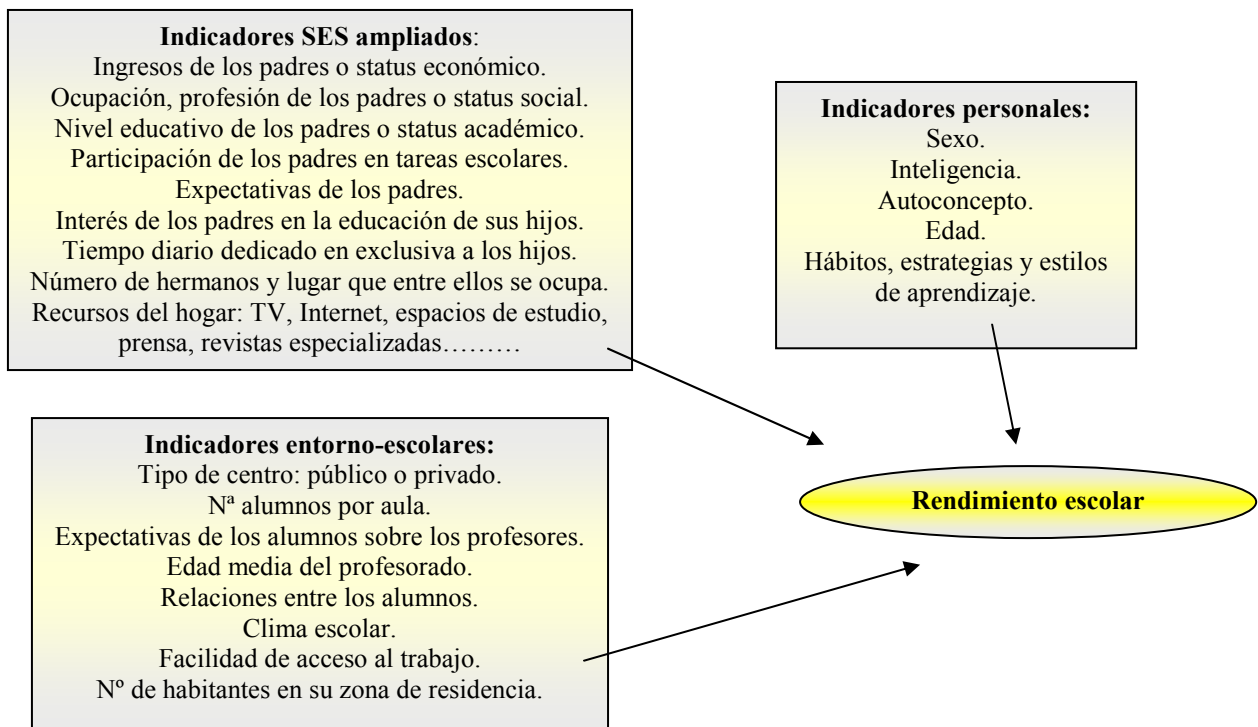 Indicadores SES ampliados:
Ingresos de los padres o status económico.
Ocupación, profesión de los padres o status social.
Nivel educativo de los padres o status académico.
Participación de los padres en tareas escolares.
Expectativas de los padres.
Interés de los padres en la educación de sus hijos.
Tiempo diario dedicado en exclusiva a los hijos.
Número de hermanos y lugar que entre ellos se ocupa.
Recursos del hogar: TV, Internet, espacios de estudio,
prensa, revistas especializadas………
Indicadores personales:
Sexo.
Inteligencia.
Autoconcepto.
Edad.
Hábitos, estrategias y estilos
de aprendizaje.
Indicadores entorno-escolares:
Tipo de centro: público o privado.
Nª alumnos por aula.
Expectativas de los alumnos sobre los profesores.
Edad media del profesorado.
Relaciones entre los alumnos.
Clima escolar.
Facilidad de acceso al trabajo.
Nº de habitantes en su zona de residencia.
Rendimiento escolar